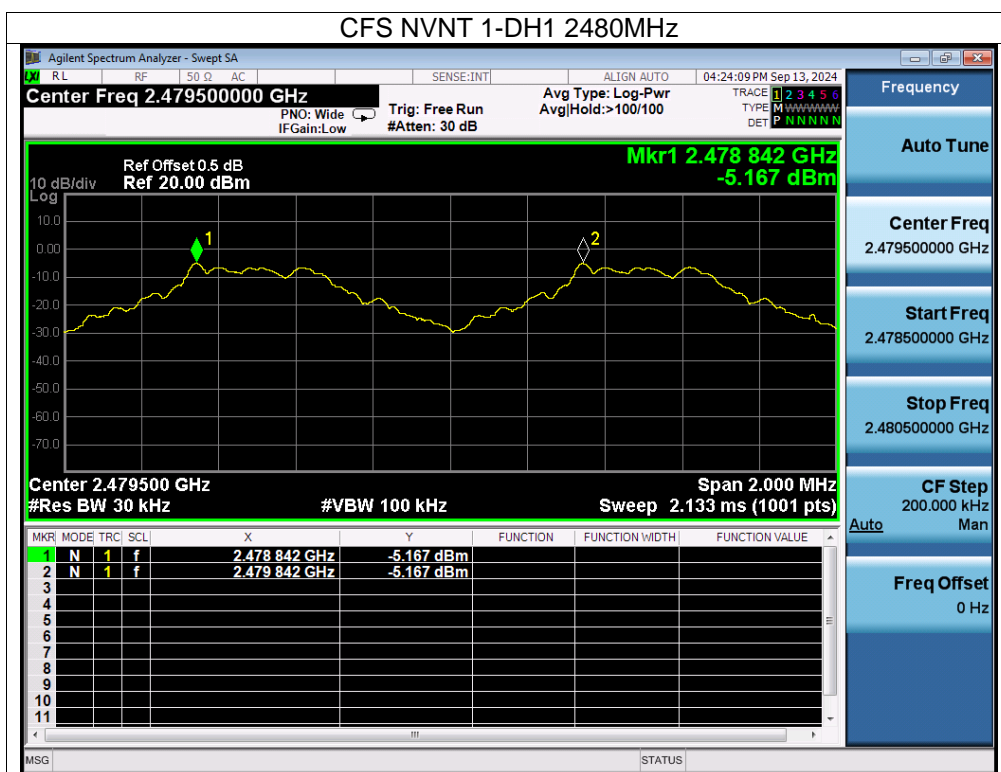 CFS NVNT 1-DH1 2480MHz
Agilent Spectrum Analyzer - Swept SA
LXI RL RF 50 Ω AC SENSE:INT ALIGN AUTO 04:24:09 PM Sep 13, 2024
Center Freq 2.479500000 GHz
PNO: Wide
IFGain:Low
Trig: Free Run
#Atten: 30 dB
Avg Type: Log-Pwr
Avg|Hold:>100/100
TRACE 1 2 3 4 5 6
TYPE M WWWWW
DET P N N N N N
Ref Offset 0.5 dB
10 dB/div Ref 20.00 dBm
Log
Mkr1 2.478 842 GHz
-5.167 dBm
10.0
0.00
-10.0
-20.0
-30.0
-40.0
-50.0
-60.0
-70.0
1
2
Center 2.479500 GHz Span 2.000 MHz
#Res BW 30 kHz #VBW 100 kHz Sweep 2.133 ms (1001 pts)
MKR MODE TRC SCL X Y FUNCTION FUNCTION WIDTH FUNCTION VALUE
1 N 1 f 2.478 842 GHz -5.167 dBm
2 N 1 f 2.479 842 GHz -5.167 dBm
3
4
5
6
7
8
9
10
11
MSG STATUS
Frequency
Auto Tune
Center Freq
2.479500000 GHz
Start Freq
2.478500000 GHz
Stop Freq
2.480500000 GHz
CF Step
200.000 kHz
Auto Man
Freq Offset
0 Hz